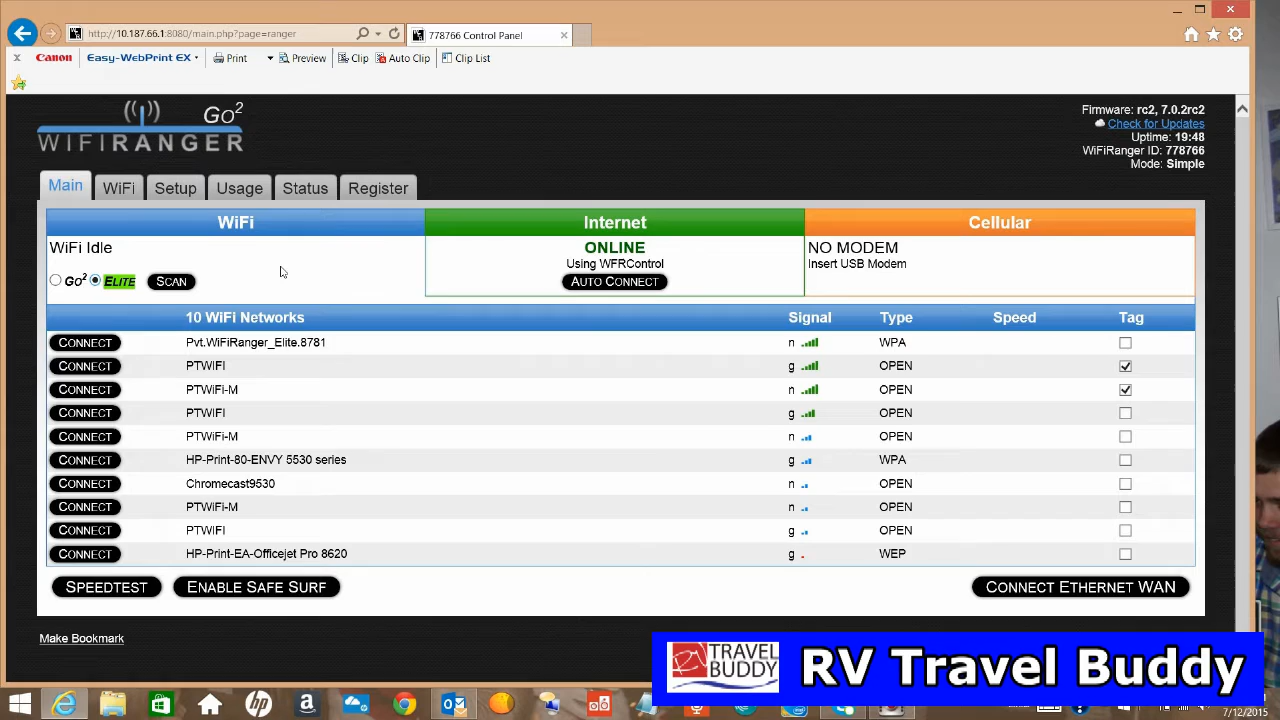 http://10.187.66.1:8080/main.php?page=ranger
778766 Control Panel
x Canon Easy-WebPrint EX Print Preview Clip Auto Clip Clip List
Go2
WIFIRANGER
Firmware: rc2, 7.0.2rc2
Check for Updates
Uptime: 19:48
WiFiRanger ID: 778766
Mode: Simple
Main WiFi Setup Usage Status Register
WiFi Internet Cellular
WiFi Idle ONLINE NO MODEM
Using WFRControl Insert USB Modem
GO2 ELITE SCAN AUTO CONNECT
10 WiFi Networks Signal Type Speed Tag
CONNECT Pvt.WiFiRanger_Elite.8781 n WPA
CONNECT PTWIFI g OPEN
CONNECT PTWiFi-M n OPEN
CONNECT PTWIFI g OPEN
CONNECT PTWiFi-M n OPEN
CONNECT HP-Print-80-ENVY 5530 series g WPA
CONNECT Chromecast9530 n OPEN
CONNECT PTWiFi-M n OPEN
CONNECT PTWIFI g OPEN
CONNECT HP-Print-EA-Officejet Pro 8620 g WEP
SPEEDTEST ENABLE SAFE SURF CONNECT ETHERNET WAN
Make Bookmark
TRAVEL
BUDDY
RV Travel Buddy
hp a
7/12/2015